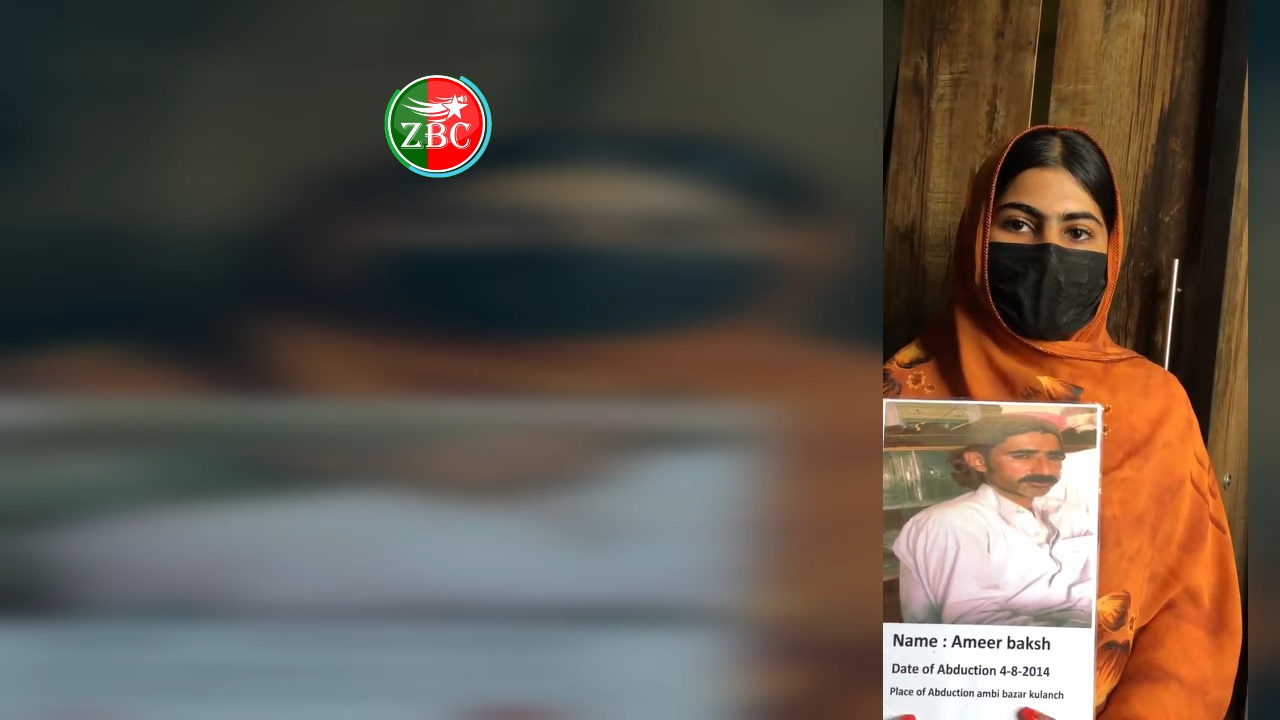 ZBC
Name : Ameer baksh
Date of Abduction 4-8-2014
Place of Abduction ambi bazar kulanch